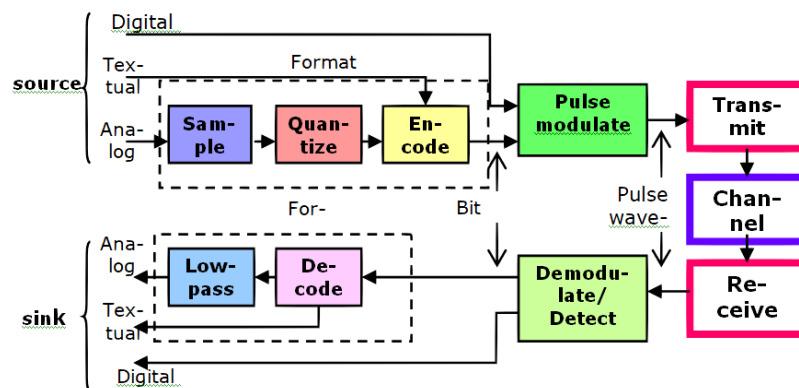 Digital
Tex-
tual
Format
source
Ana-
log
Sam-
ple
Quan-
tize
En-
code
Pulse
modulate
Trans-
mit
For-
Bit
Pulse
wave-
Chan-
nel
Ana-
log
Low-
pass
De-
code
Demodu-
late/
Detect
Re-
ceive
sink
Tex-
tual
Digital